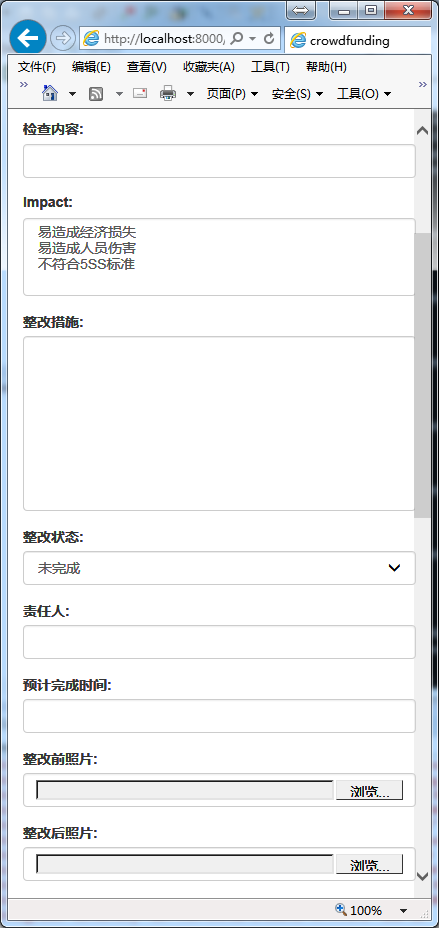 http://localhost:8000/
crowdfunding
文件(F) 编辑(E) 查看(V) 收藏夹(A) 工具(T) 帮助(H)
» 页面(P) 安全(S) 工具(O) »
检查内容:
Impact:
易造成经济损失
易造成人员伤害
不符合5SS标准
整改措施:
整改状态:
未完成
责任人:
预计完成时间:
整改前照片:
浏览...
整改后照片:
浏览...
100%